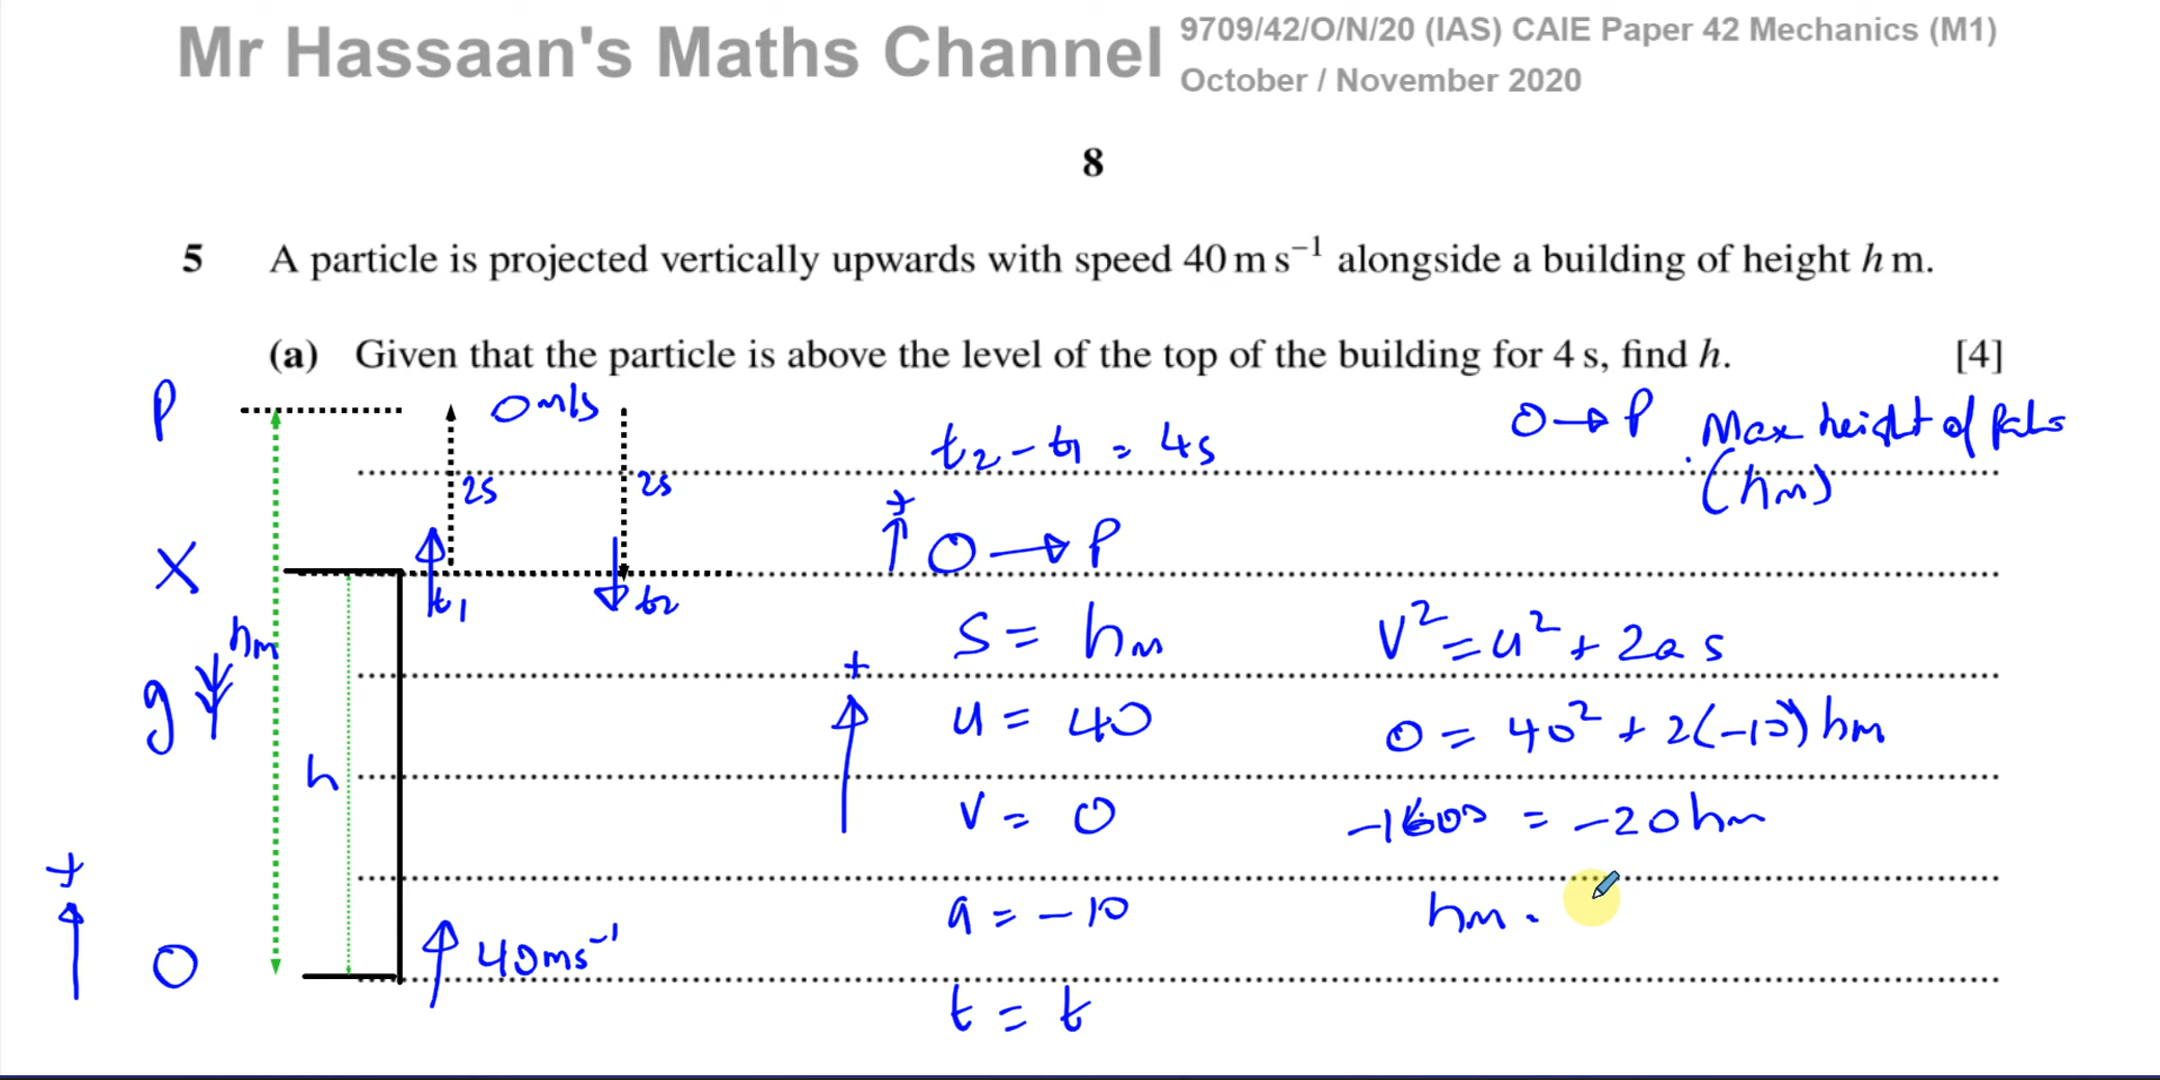 Mr Hassaan's Maths Channel
9709/42/O/N/20 (IAS) CAIE Paper 42 Mechanics (M1)
October / November 2020
8
5 A particle is projected vertically upwards with speed 40 m s⁻¹ alongside a building of height h m.
(a) Given that the particle is above the level of the top of the building for 4 s, find h. [4]
P
0 m/s
2s
2s
X
t₁
t₂
hm
g
h
+
O
40ms⁻¹
t₂ - t₁ = 4s
+
O → P
s = hm
+
u = 40
v = 0
a = -10
t = t
O → P
Max height of
(hm)
v² = u² + 2as
0 = 40² + 2(-10)hm
-1600 = -20hm
hm =